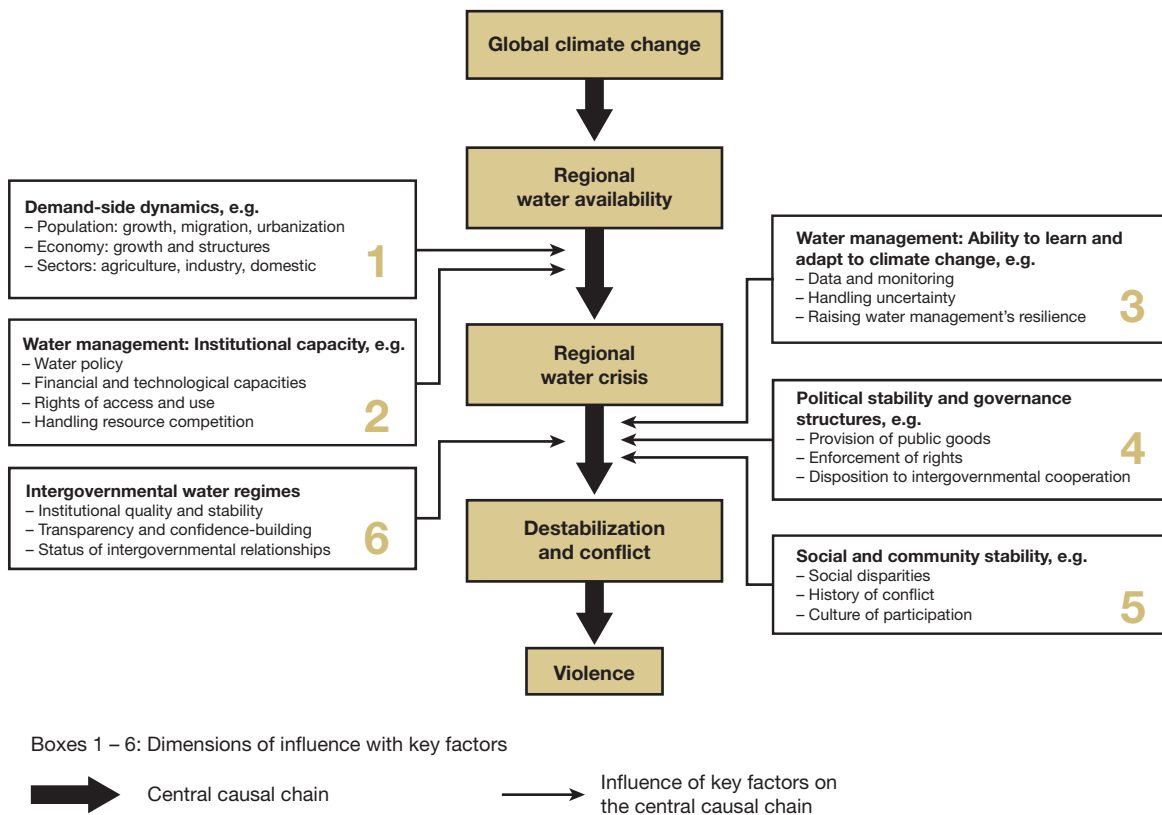 Global climate change
Regional
water availability
Demand-side dynamics, e.g.
– Population: growth, migration, urbanization
– Economy: growth and structures
– Sectors: agriculture, industry, domestic
1
Water management: Ability to learn and
adapt to climate change, e.g.
– Data and monitoring
– Handling uncertainty
– Raising water management's resilience
3
Water management: Institutional capacity, e.g.
– Water policy
– Financial and technological capacities
– Rights of access and use
– Handling resource competition
2
Regional
water crisis
Political stability and governance
structures, e.g.
– Provision of public goods
– Enforcement of rights
– Disposition to intergovernmental cooperation
4
Intergovernmental water regimes
– Institutional quality and stability
– Transparency and confidence-building
– Status of intergovernmental relationships
6
Destabilization
and conflict
Social and community stability, e.g.
– Social disparities
– History of conflict
– Culture of participation
5
Violence
Boxes 1 – 6: Dimensions of influence with key factors
Central causal chain
Influence of key factors on
the central causal chain